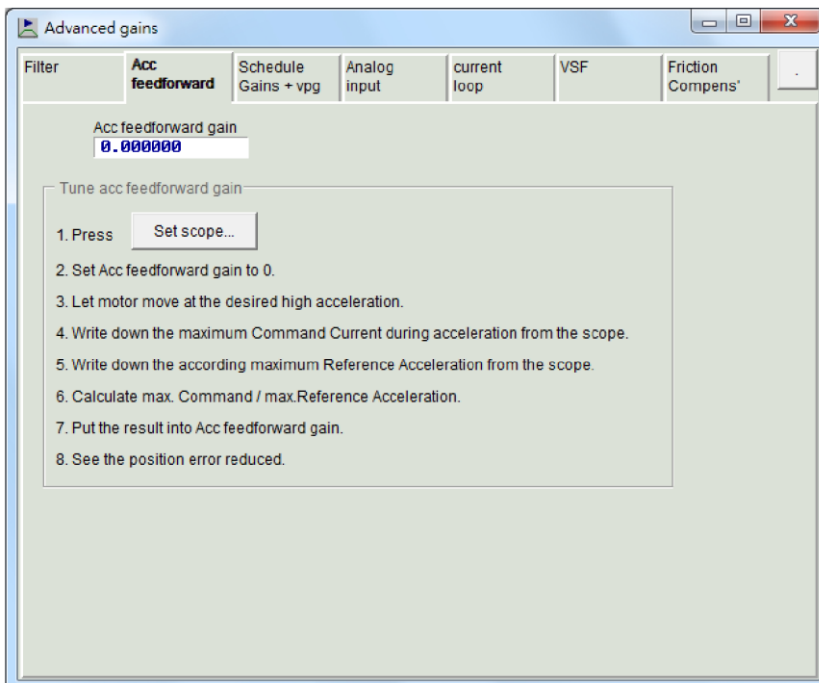 Advanced gains
Filter
Acc feedforward
Schedule Gains + vpg
Analog input
current loop
VSF
Friction Compens'
.
Acc feedforward gain
0.000000
Tune acc feedforward gain
1. Press Set scope...
2. Set Acc feedforward gain to 0.
3. Let motor move at the desired high acceleration.
4. Write down the maximum Command Current during acceleration from the scope.
5. Write down the according maximum Reference Acceleration from the scope.
6. Calculate max. Command / max.Reference Acceleration.
7. Put the result into Acc feedforward gain.
8. See the position error reduced.